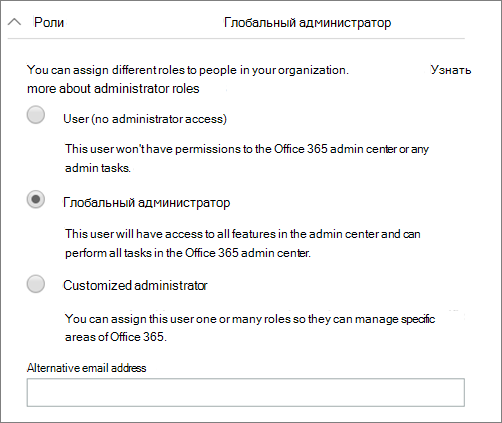 Роли Глобальный администратор
You can assign different roles to people in your organization. Узнать
more about administrator roles
User (no administrator access)
This user won't have permissions to the Office 365 admin center or any
admin tasks.
Глобальный администратор
This user will have access to all features in the admin center and can
perform all tasks in the Office 365 admin center.
Customized administrator
You can assign this user one or many roles so they can manage specific
areas of Office 365.
Alternative email address